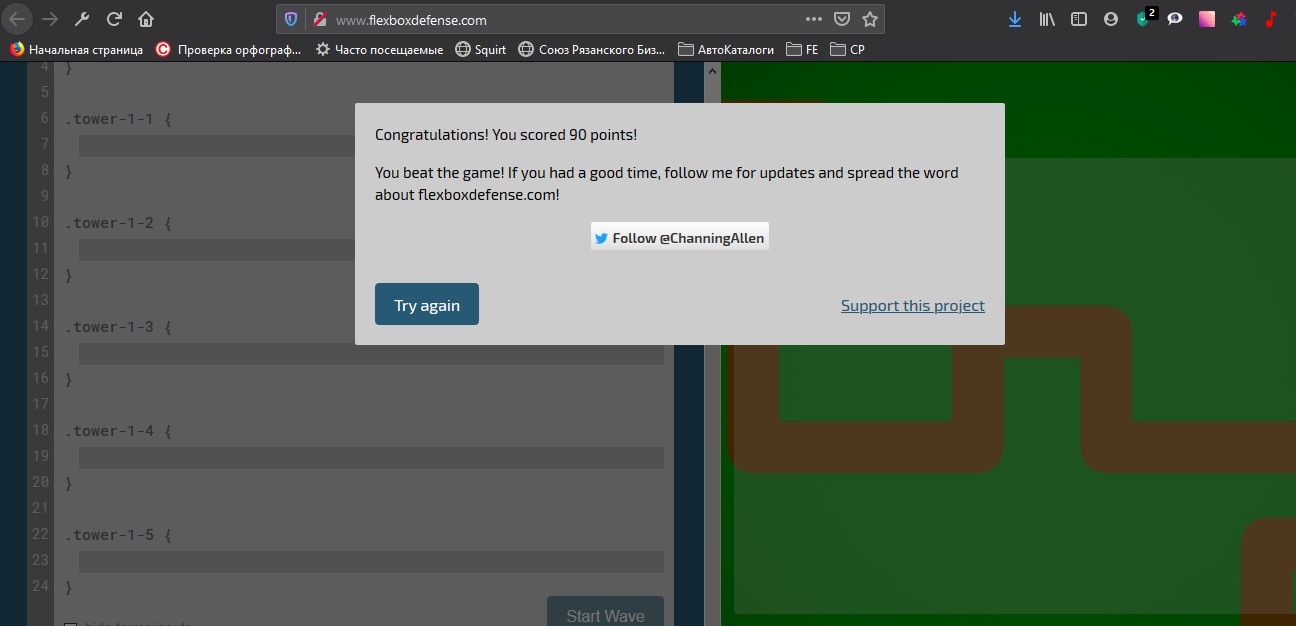 www.flexboxdefense.com
2
Начальная страница
Проверка орфограф...
Часто посещаемые
Squirt
Союз Рязанского Биз...
АвтоКаталоги
FE
CP
4 }
5
6 .tower-1-1 {
7
8 }
9
10 .tower-1-2 {
11
12 }
13
14 .tower-1-3 {
15
16 }
17
18 .tower-1-4 {
19
20 }
21
22 .tower-1-5 {
23
24 }
Start Wave
Congratulations! You scored 90 points!
You beat the game! If you had a good time, follow me for updates and spread the word
about flexboxdefense.com!
Follow @ChanningAllen
Try again
Support this project